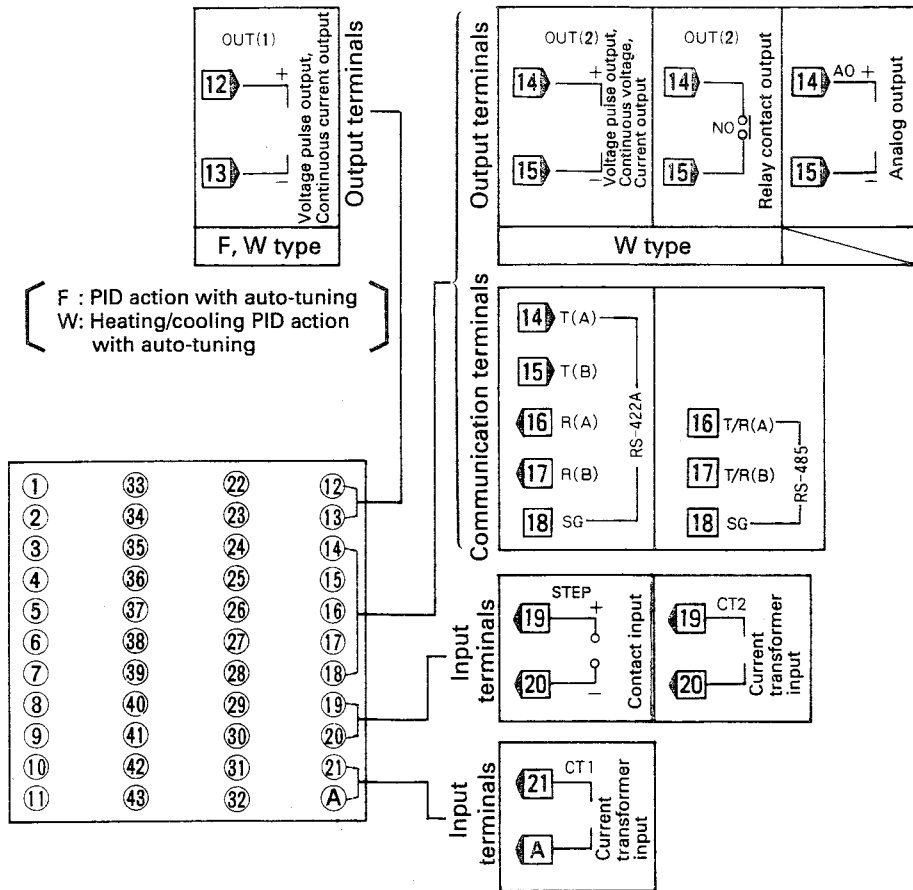 OUT(1)
12
+
13
−
Voltage pulse output,
Continuous current output
F, W type
Output terminals
F : PID action with auto-tuning
W: Heating/cooling PID action
with auto-tuning
Output terminals
OUT(2)
14
+
15
−
Voltage pulse output,
Continuous voltage,
Current output
OUT(2)
14
NO
15
Relay contact output
W type
14 AO +
15
−
Analog output
Communication terminals
14 T(A)
15 T(B)
16 R(A)
17 R(B)
18 SG
RS-422A
16 T/R(A)
17 T/R(B)
18 SG
RS-485
1 33 22 12
2 34 23 13
3 35 24 14
4 36 25 15
5 37 26 16
6 38 27 17
7 39 28 18
8 40 29 19
9 41 30 20
10 42 31 21
11 43 32 A
Input
terminals
STEP
19
+
20
−
Contact input
19
CT2
20
Current
transformer
input
Input
terminals
21
CT1
A
Current
transformer
input